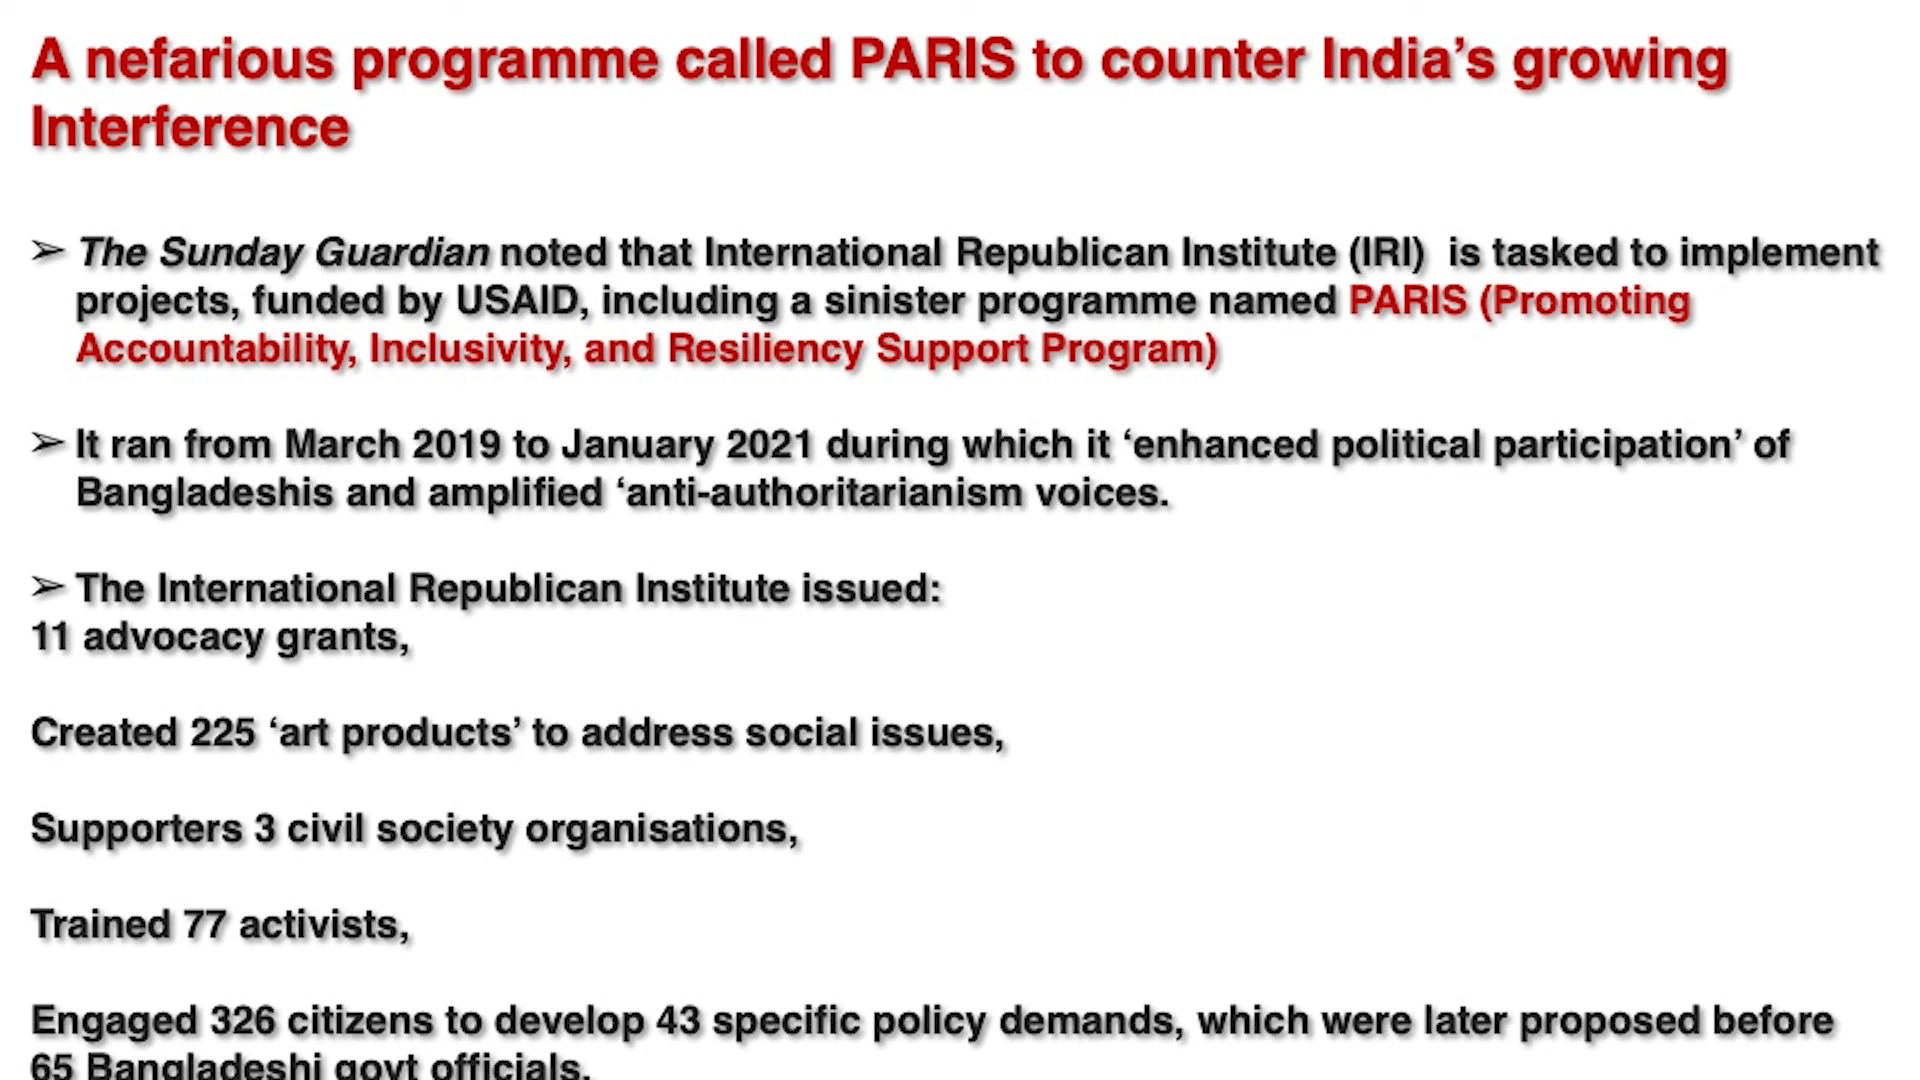 A nefarious programme called PARIS to counter India’s growing
Interference
➢ The Sunday Guardian noted that International Republican Institute (IRI) is tasked to implement
projects, funded by USAID, including a sinister programme named PARIS (Promoting
Accountability, Inclusivity, and Resiliency Support Program)
➢ It ran from March 2019 to January 2021 during which it ‘enhanced political participation’ of
Bangladeshis and amplified ‘anti-authoritarianism voices.
➢ The International Republican Institute issued:
11 advocacy grants,
Created 225 ‘art products’ to address social issues,
Supporters 3 civil society organisations,
Trained 77 activists,
Engaged 326 citizens to develop 43 specific policy demands, which were later proposed before
65 Bangladeshi govt officials.